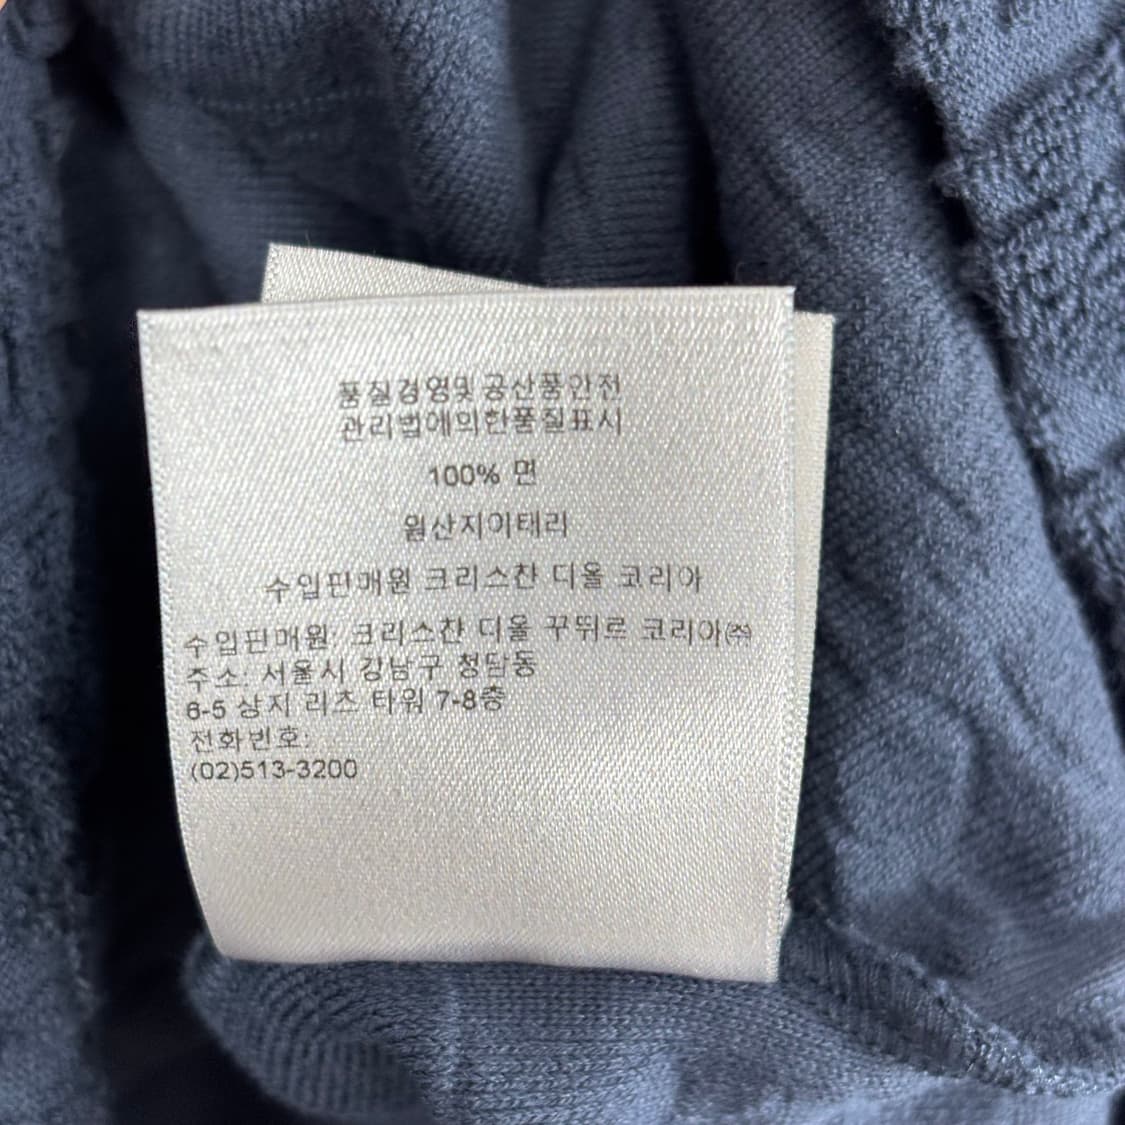 품질경영및 공산품안전
관리법에의한품질표시
100% 면
원산지이태리
수입판매원 크리스챤 디올 코리아
수입판매원: 크리스챤 디올 꾸뛰르 코리아㈜
주소: 서울시 강남구 청담동
6-5 상지 리츠 타워 7-8층
전화번호:
(02)513-3200